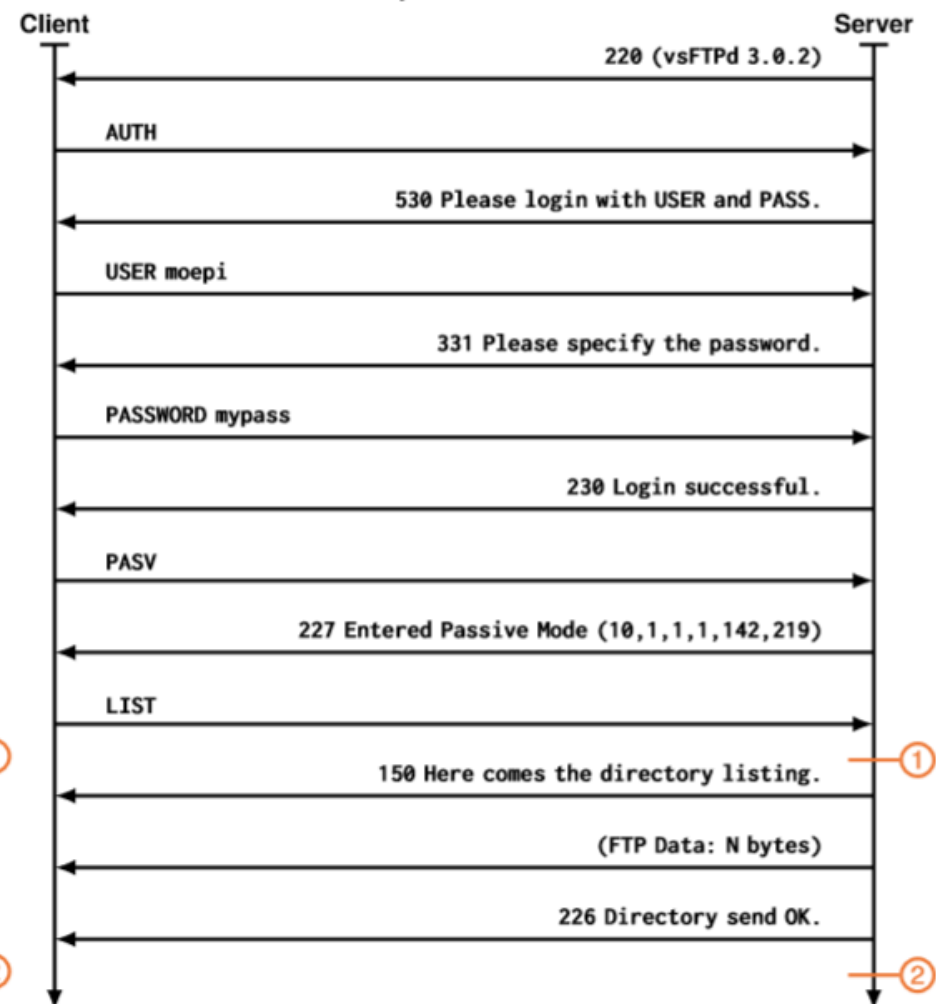 Client
Server
220 (vsFTPd 3.0.2)
AUTH
530 Please login with USER and PASS.
USER moepi
331 Please specify the password.
PASSWORD mypass
230 Login successful.
PASV
227 Entered Passive Mode (10,1,1,1,142,219)
LIST
1
150 Here comes the directory listing.
(FTP Data: N bytes)
226 Directory send OK.
2